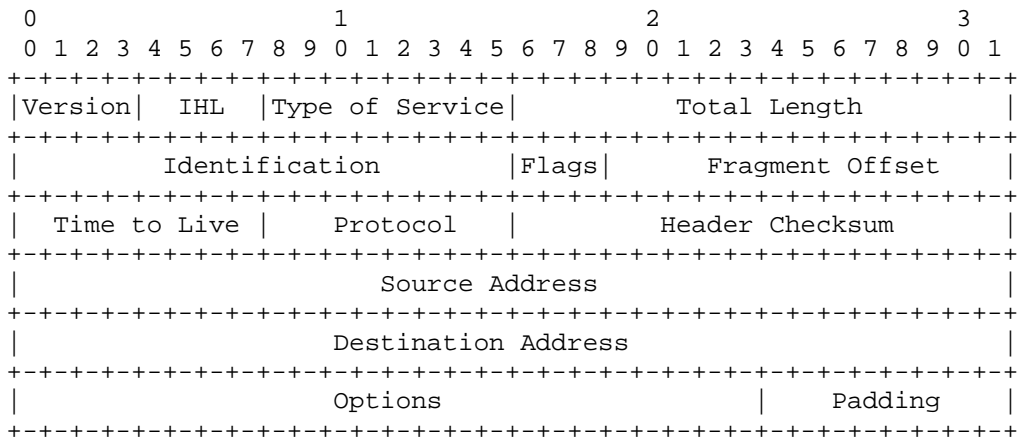 0                   1                   2                   3
 0 1 2 3 4 5 6 7 8 9 0 1 2 3 4 5 6 7 8 9 0 1 2 3 4 5 6 7 8 9 0 1
+-+-+-+-+-+-+-+-+-+-+-+-+-+-+-+-+-+-+-+-+-+-+-+-+-+-+-+-+-+-+-+-+
|Version|  IHL  |Type of Service|          Total Length         |
+-+-+-+-+-+-+-+-+-+-+-+-+-+-+-+-+-+-+-+-+-+-+-+-+-+-+-+-+-+-+-+-+
|         Identification        |Flags|      Fragment Offset    |
+-+-+-+-+-+-+-+-+-+-+-+-+-+-+-+-+-+-+-+-+-+-+-+-+-+-+-+-+-+-+-+-+
|  Time to Live |    Protocol   |         Header Checksum       |
+-+-+-+-+-+-+-+-+-+-+-+-+-+-+-+-+-+-+-+-+-+-+-+-+-+-+-+-+-+-+-+-+
|                       Source Address                          |
+-+-+-+-+-+-+-+-+-+-+-+-+-+-+-+-+-+-+-+-+-+-+-+-+-+-+-+-+-+-+-+-+
|                    Destination Address                        |
+-+-+-+-+-+-+-+-+-+-+-+-+-+-+-+-+-+-+-+-+-+-+-+-+-+-+-+-+-+-+-+-+
|                    Options                    |    Padding    |
+-+-+-+-+-+-+-+-+-+-+-+-+-+-+-+-+-+-+-+-+-+-+-+-+-+-+-+-+-+-+-+-+